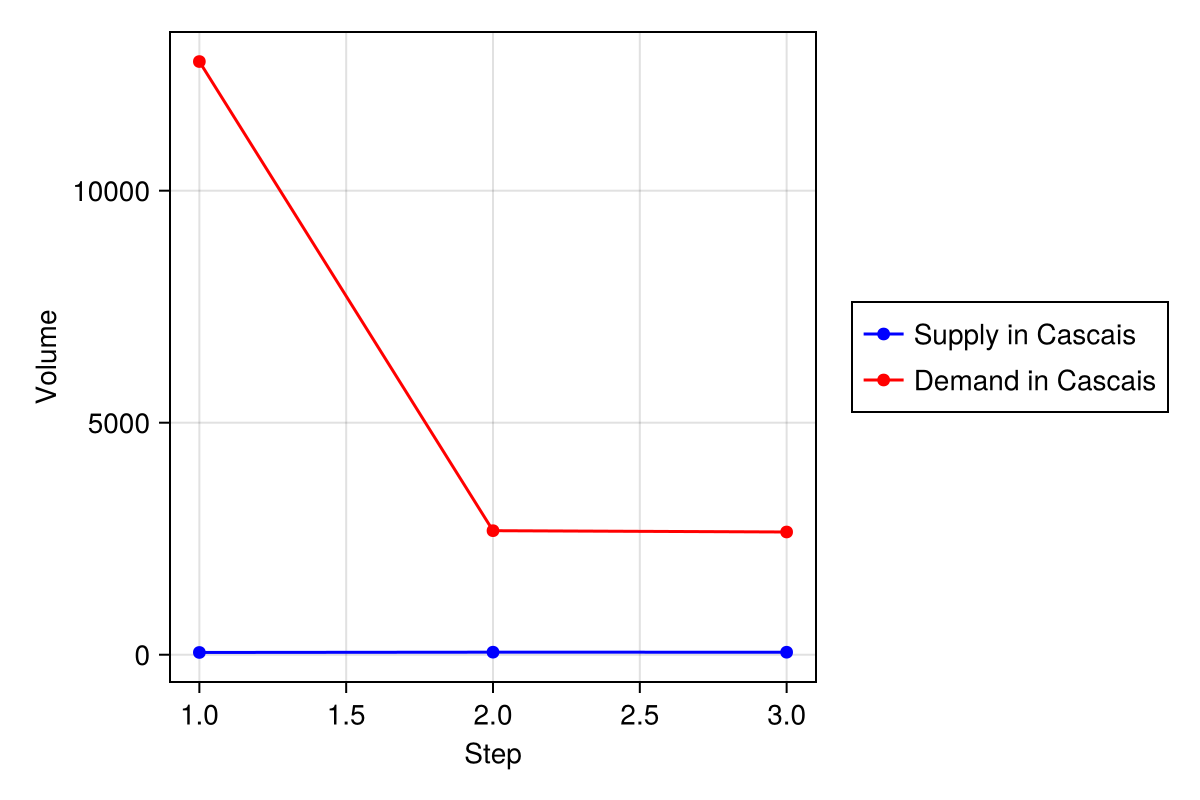 10000
5000
0
Volume
1.0 1.5 2.0 2.5 3.0
Step
Supply in Cascais
Demand in Cascais